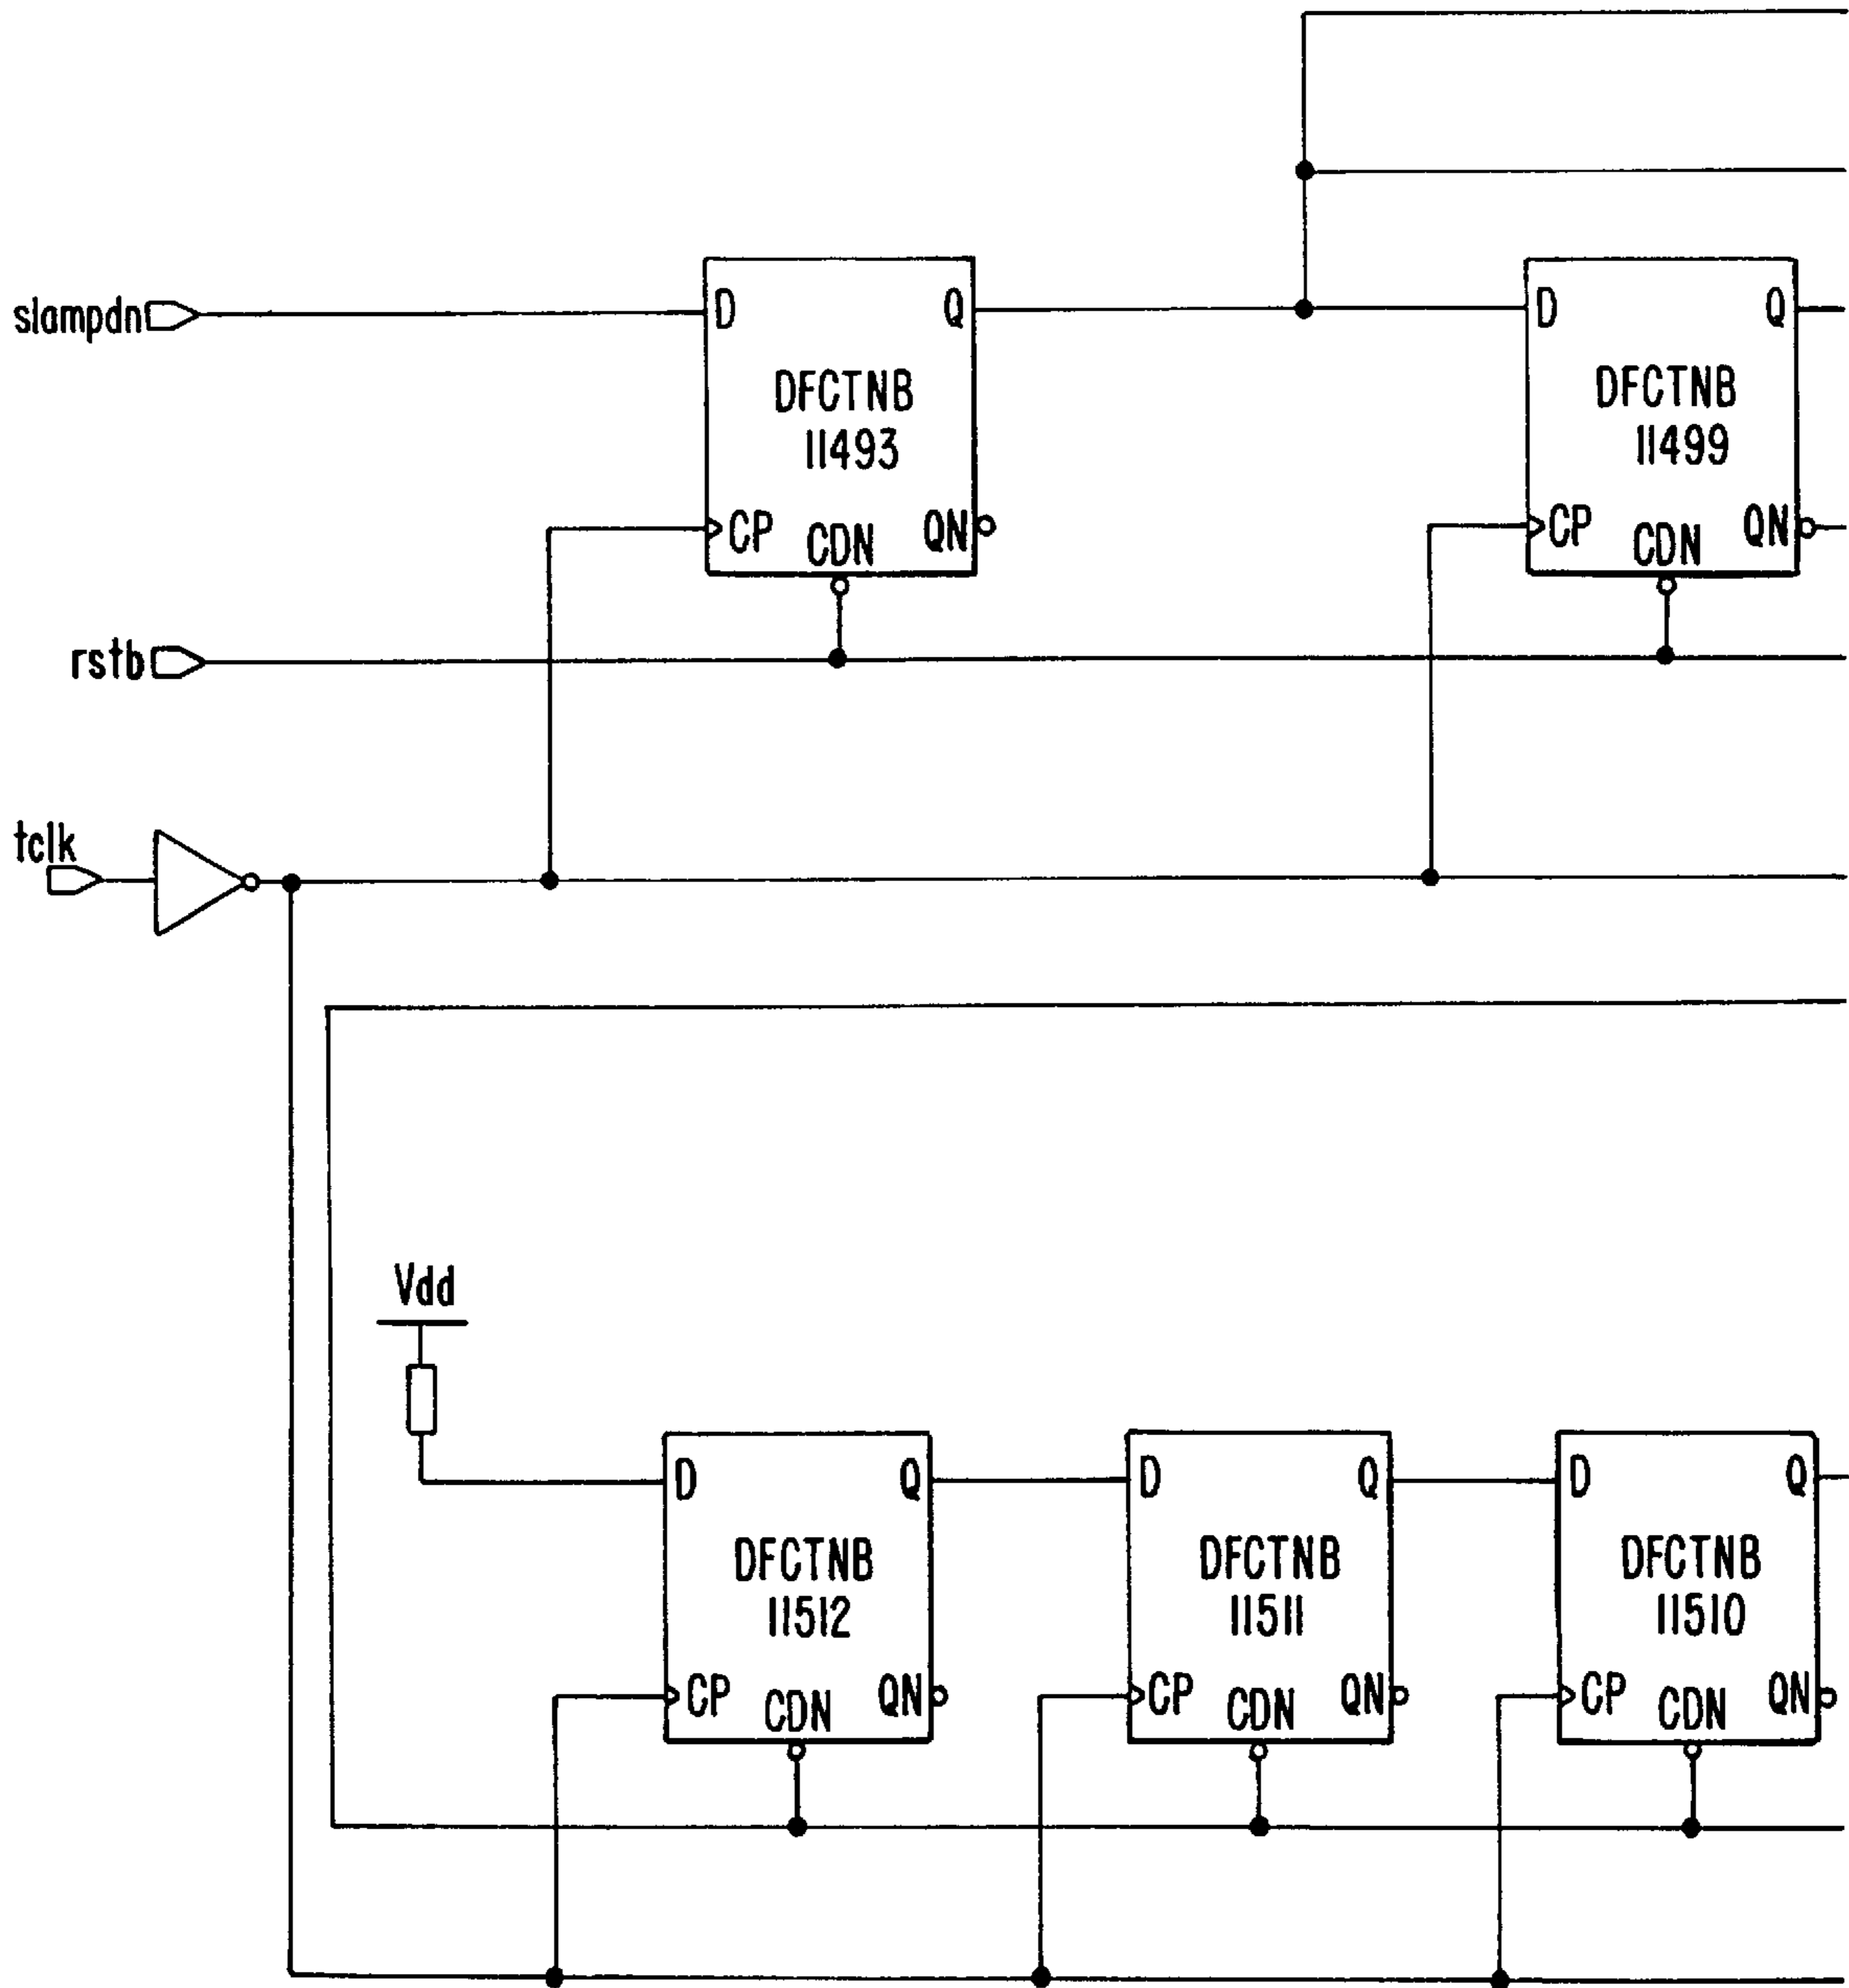 slampdn
D Q
DFCTNB
11493
CP CDN QN
D Q
DFCTNB
11499
CP CDN QN
rstb
tclk
Vdd
D Q
DFCTNB
11512
CP CDN QN
D Q
DFCTNB
11511
CP CDN QN
D Q
DFCTNB
11510
CP CDN QN